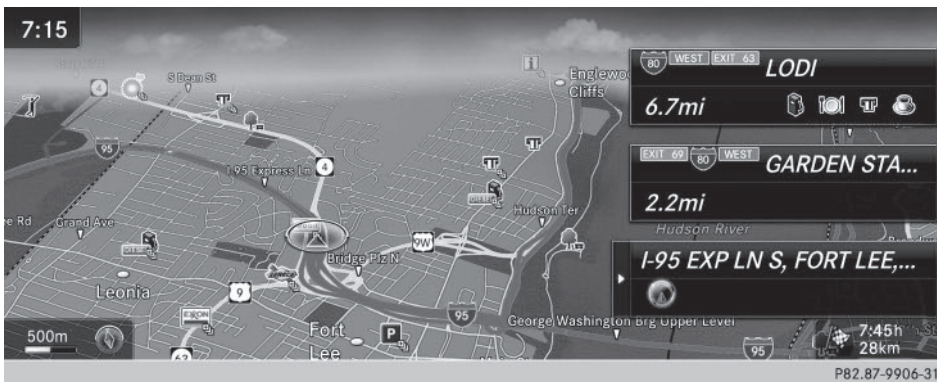 7:15
80 WEST EXIT 63 LODI
6.7mi
EXIT 69 80 WEST GARDEN STA...
2.2mi
I-95 EXP LN S, FORT LEE,...
S Dean St
4
Englewoo
Cliffs
95
I-95 Express Ln
4
Grand Ave
Rd
Hudson Ter
Hudson River
9W
Bridge Plz N
Leonia
9
EXXON
P
Fort
Lee
95
George Washington Brg Upper Level
95
500m
7:45h
28km
P82.87-9906-31